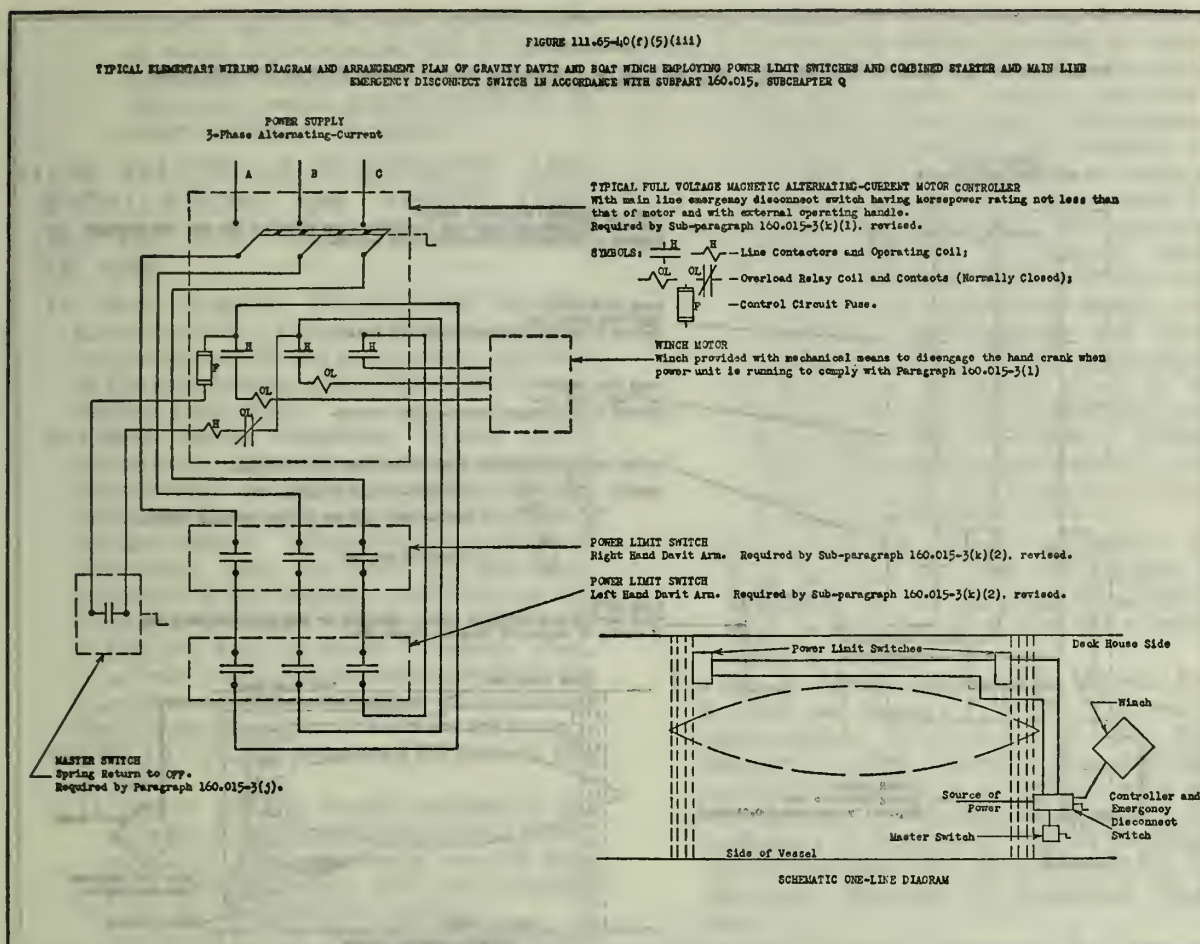 FIGURE 111.65-40(f)(5)(iii)
TYPICAL ELEMENTARY WIRING DIAGRAM AND ARRANGEMENT PLAN OF GRAVITY DAVIT AND BOAT WINCH EMPLOYING POWER LIMIT SWITCHES AND COMBINED STARTER AND MAIN LINE
EMERGENCY DISCONNECT SWITCH IN ACCORDANCE WITH SUBPART 160.015, SUBCHAPTER Q
POWER SUPPLY
3-Phase Alternating-Current
A B C
TYPICAL FULL VOLTAGE MAGNETIC ALTERNATING-CURRENT MOTOR CONTROLLER
With main line emergency disconnect switch having horsepower rating not less than
that of motor and with external operating handle.
Required by Sub-paragraph 160.015-3(k)(1), revised.
SYMBOLS: H H —Line Contactors and Operating Coil;
OL OL —Overload Relay Coil and Contacts (Normally Closed);
F —Control Circuit Fuse.
WINCH MOTOR
Winch provided with mechanical means to disengage the hand crank when
power unit is running to comply with Paragraph 160.015-3(l)
H H H
F
OL
OL
H OL
POWER LIMIT SWITCH
Right Hand Davit Arm. Required by Sub-paragraph 160.015-3(k)(2), revised.
POWER LIMIT SWITCH
Left Hand Davit Arm. Required by Sub-paragraph 160.015-3(k)(2), revised.
MASTER SWITCH
Spring Return to OFF.
Required by Paragraph 160.015-3(j).
Deck House Side
Power Limit Switches
Winch
Source of
Power
Controller and
Emergency
Disconnect
Switch
Master Switch
Side of Vessel
SCHEMATIC ONE-LINE DIAGRAM